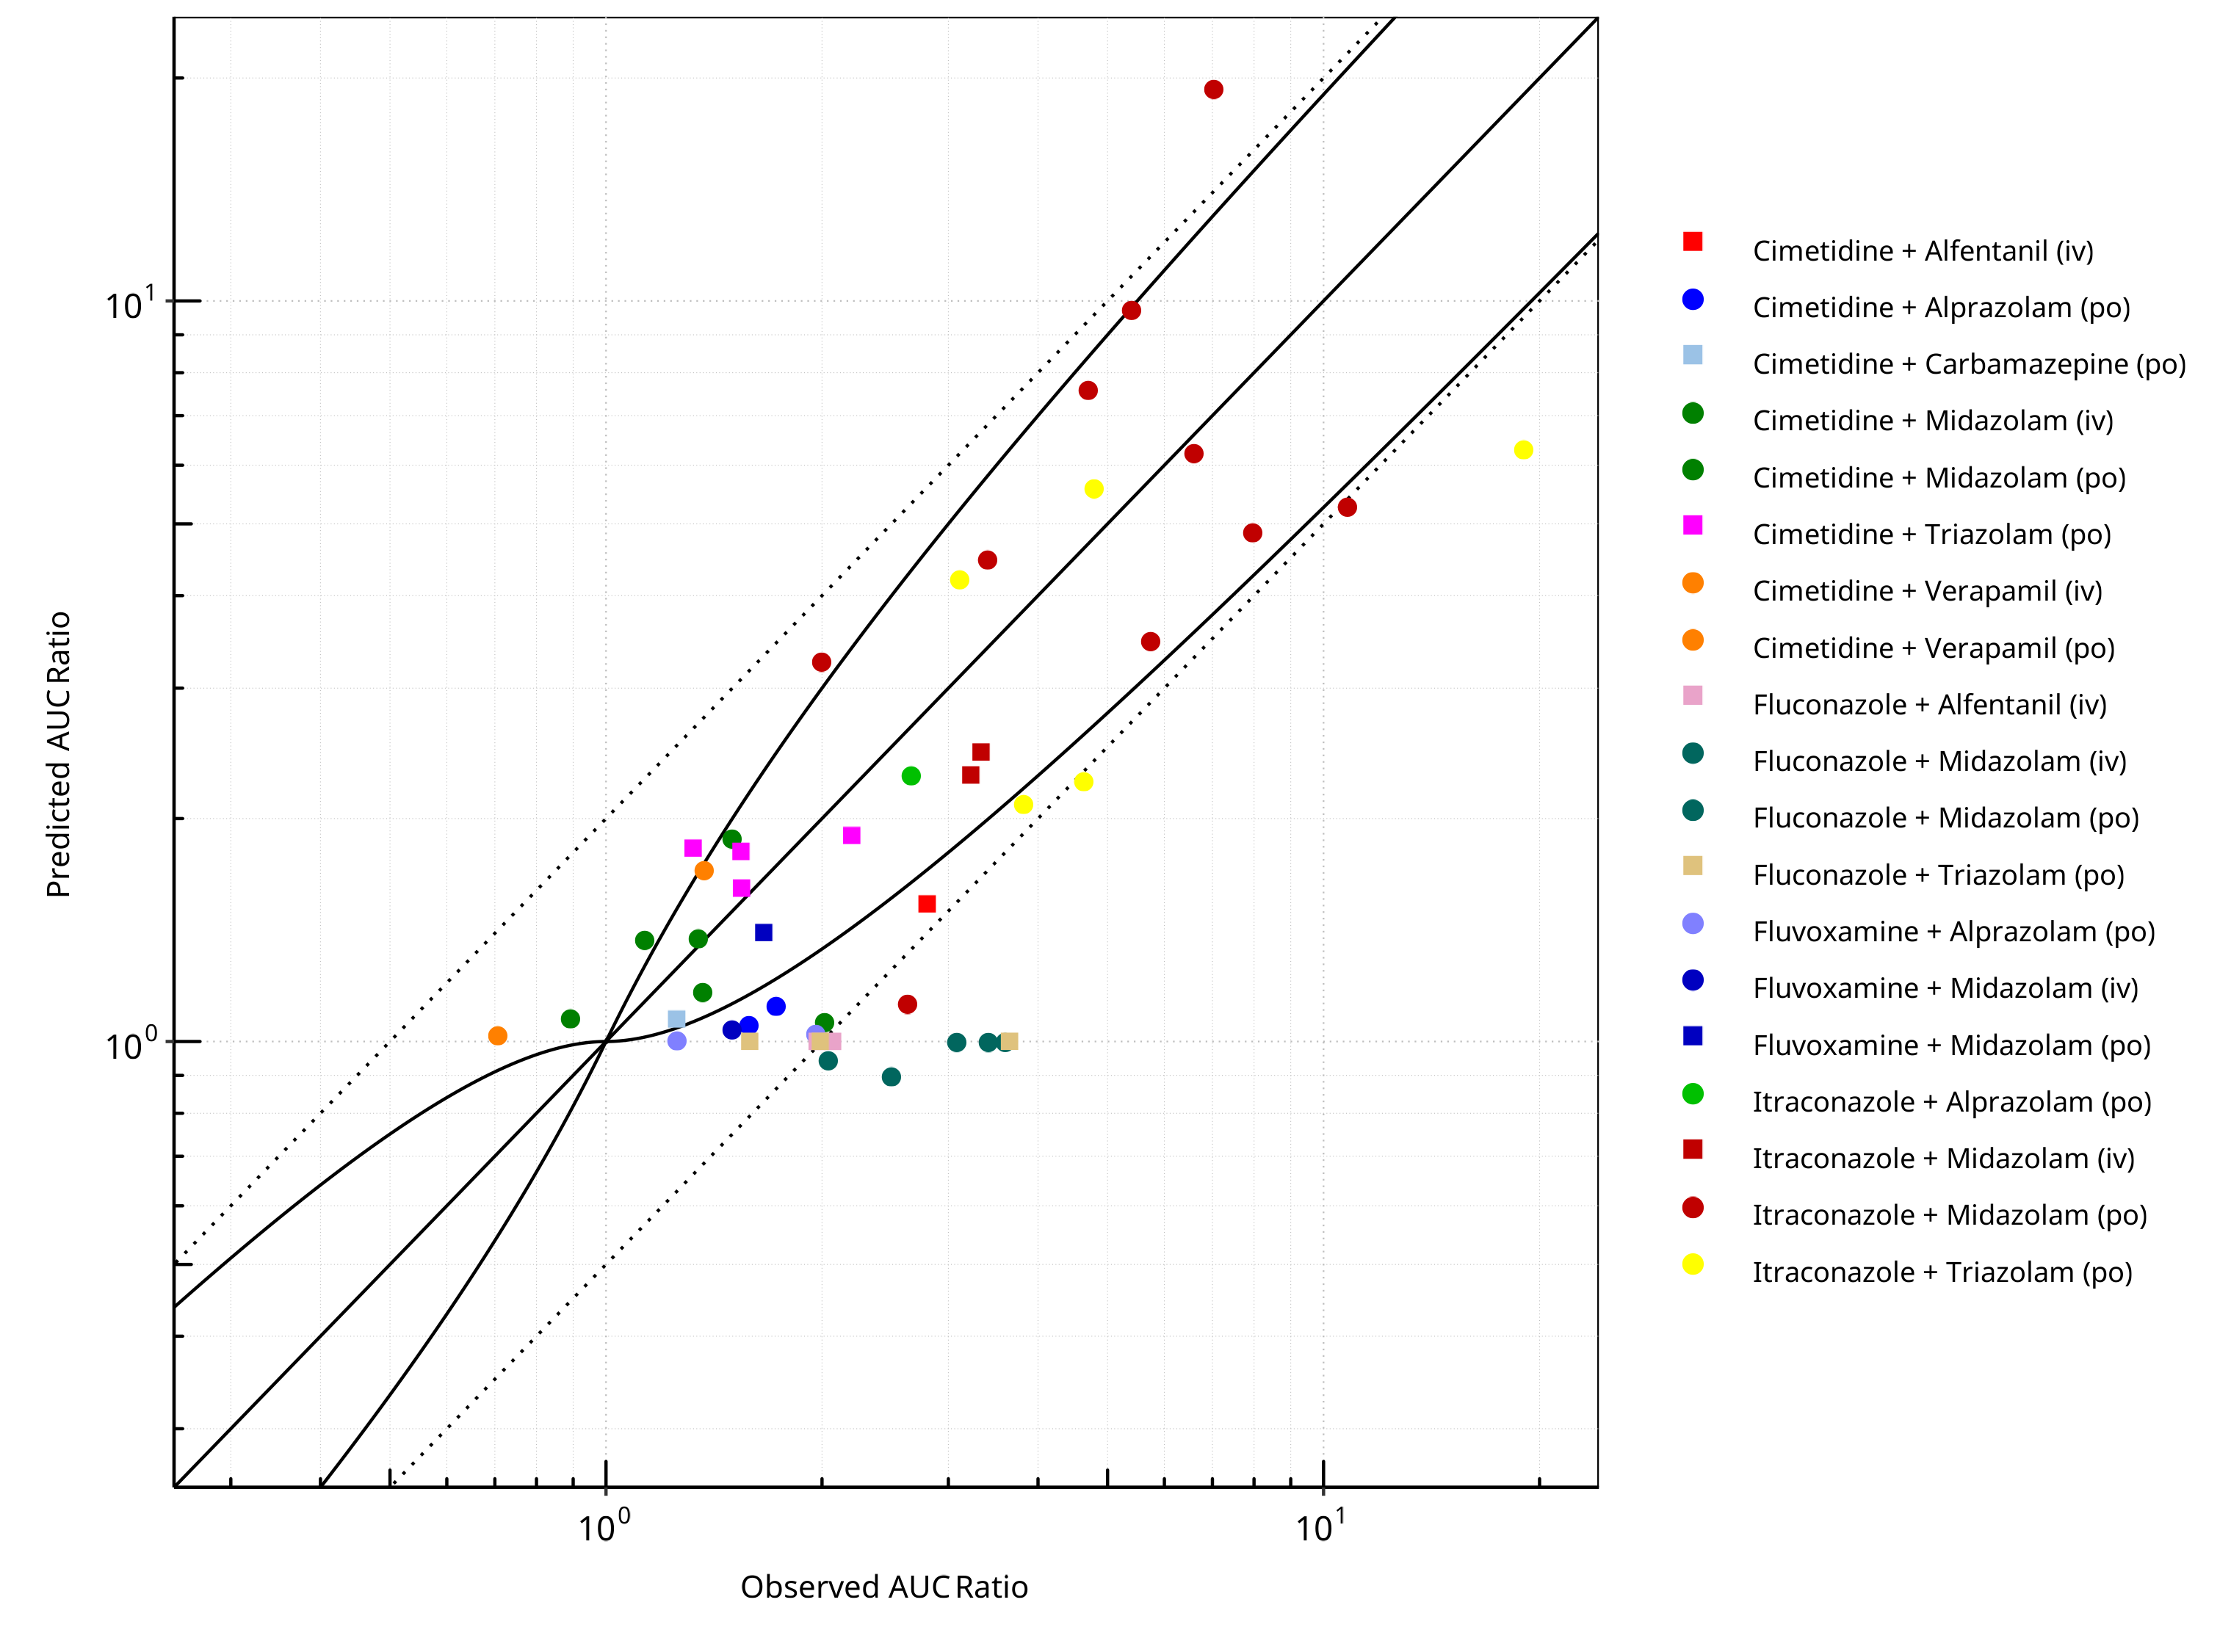 10^1
10^0
Predicted AUC Ratio
10^0
10^1
Observed AUC Ratio
Cimetidine + Alfentanil (iv)
Cimetidine + Alprazolam (po)
Cimetidine + Carbamazepine (po)
Cimetidine + Midazolam (iv)
Cimetidine + Midazolam (po)
Cimetidine + Triazolam (po)
Cimetidine + Verapamil (iv)
Cimetidine + Verapamil (po)
Fluconazole + Alfentanil (iv)
Fluconazole + Midazolam (iv)
Fluconazole + Midazolam (po)
Fluconazole + Triazolam (po)
Fluvoxamine + Alprazolam (po)
Fluvoxamine + Midazolam (iv)
Fluvoxamine + Midazolam (po)
Itraconazole + Alprazolam (po)
Itraconazole + Midazolam (iv)
Itraconazole + Midazolam (po)
Itraconazole + Triazolam (po)